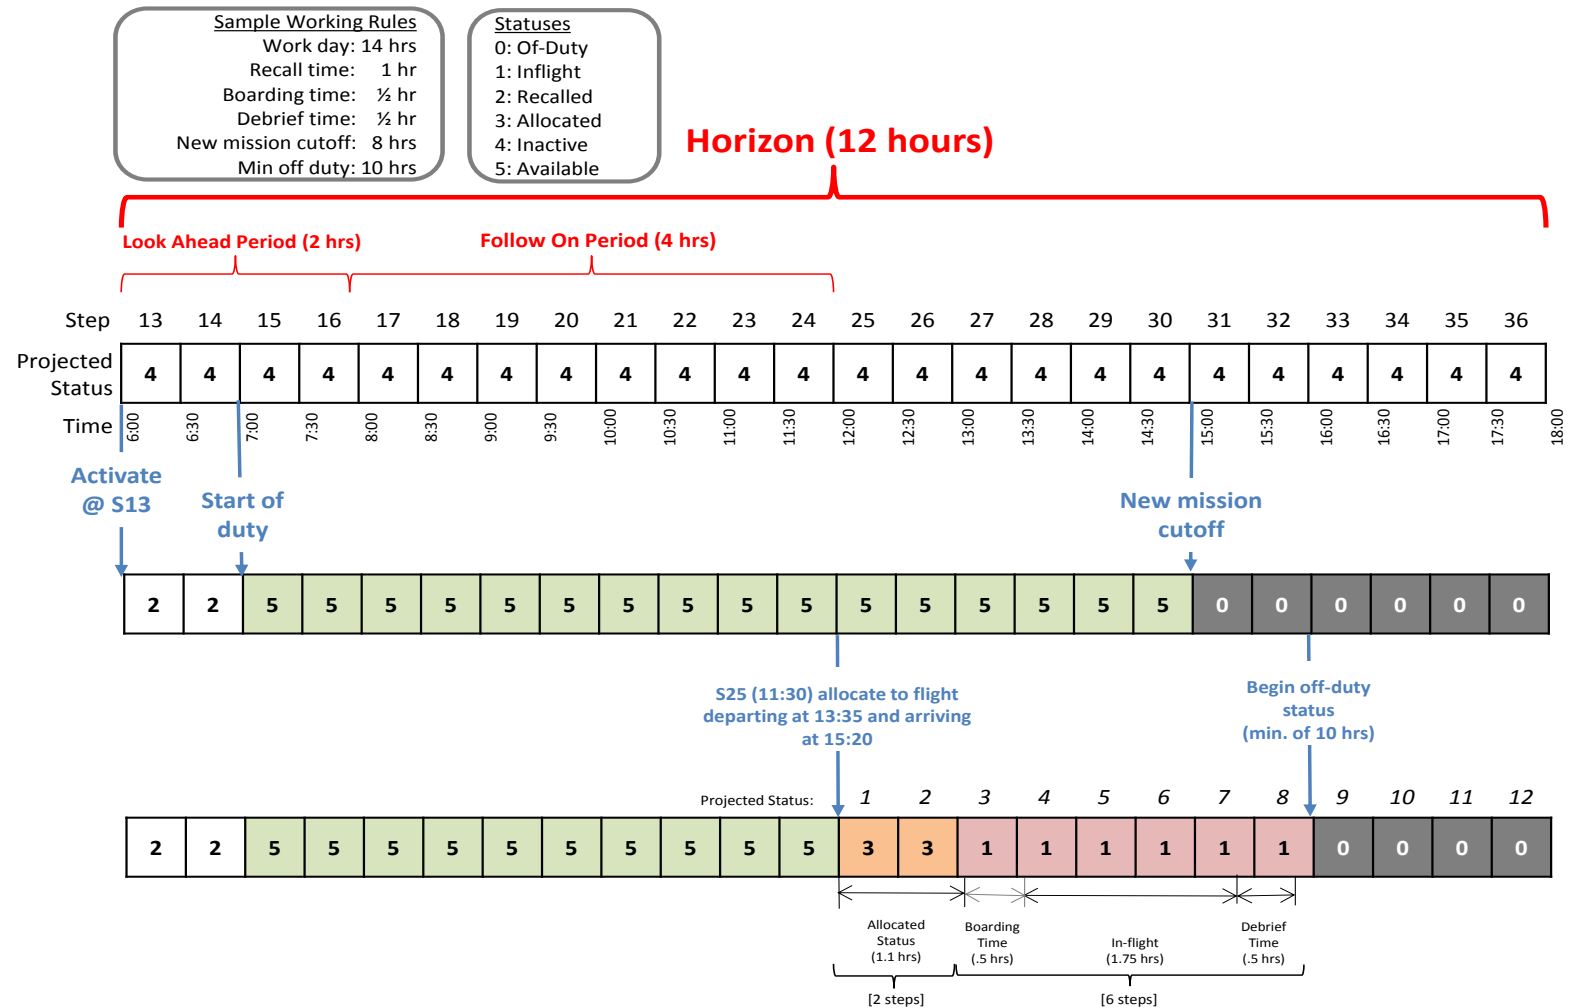 Sample Working Rules
Work day: 14 hrs
Recall time: 1 hr
Boarding time: ½ hr
Debrief time: ½ hr
New mission cutoff: 8 hrs
Min off duty: 10 hrs
Statuses
0: Of-Duty
1: Inflight
2: Recalled
3: Allocated
4: Inactive
5: Available
Horizon (12 hours)
Look Ahead Period (2 hrs)
Follow On Period (4 hrs)
Step 13 14 15 16 17 18 19 20 21 22 23 24 25 26 27 28 29 30 31 32 33 34 35 36
Projected
Status
4 4 4 4 4 4 4 4 4 4 4 4 4 4 4 4 4 4 4 4 4 4 4 4
Time 6:00 6:30 7:00 7:30 8:00 8:30 9:00 9:30 10:00 10:30 11:00 11:30 12:00 12:30 13:00 13:30 14:00 14:30 15:00 15:30 16:00 16:30 17:00 17:30 18:00
Activate
@ S13
Start of
duty
New mission
cutoff
2 2 5 5 5 5 5 5 5 5 5 5 5 5 5 5 5 5 0 0 0 0 0 0
S25 (11:30) allocate to flight
departing at 13:35 and arriving
at 15:20
Begin off-duty
status
(min. of 10 hrs)
Projected Status: 1 2 3 4 5 6 7 8 9 10 11 12
2 2 5 5 5 5 5 5 5 5 5 5 3 3 1 1 1 1 1 1 0 0 0 0
Allocated
Status
(1.1 hrs)
Boarding
Time
(.5 hrs)
In-flight
(1.75 hrs)
Debrief
Time
(.5 hrs)
[2 steps]
[6 steps]